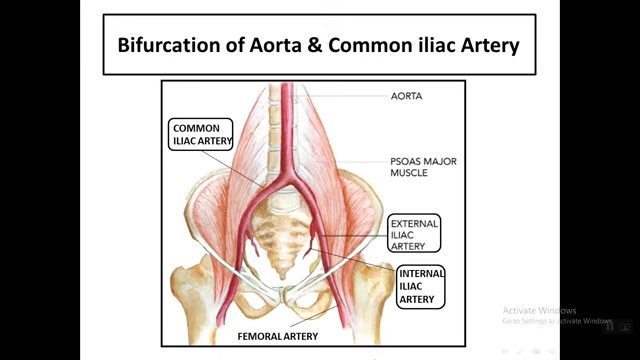 Bifurcation of Aorta & Common iliac Artery
AORTA
COMMON
ILIAC ARTERY
PSOAS MAJOR
MUSCLE
EXTERNAL
ILIAC
ARTERY
INTERNAL
ILIAC
ARTERY
FEMORAL ARTERY
Activate Windows
Go to Settings to activate Windows.